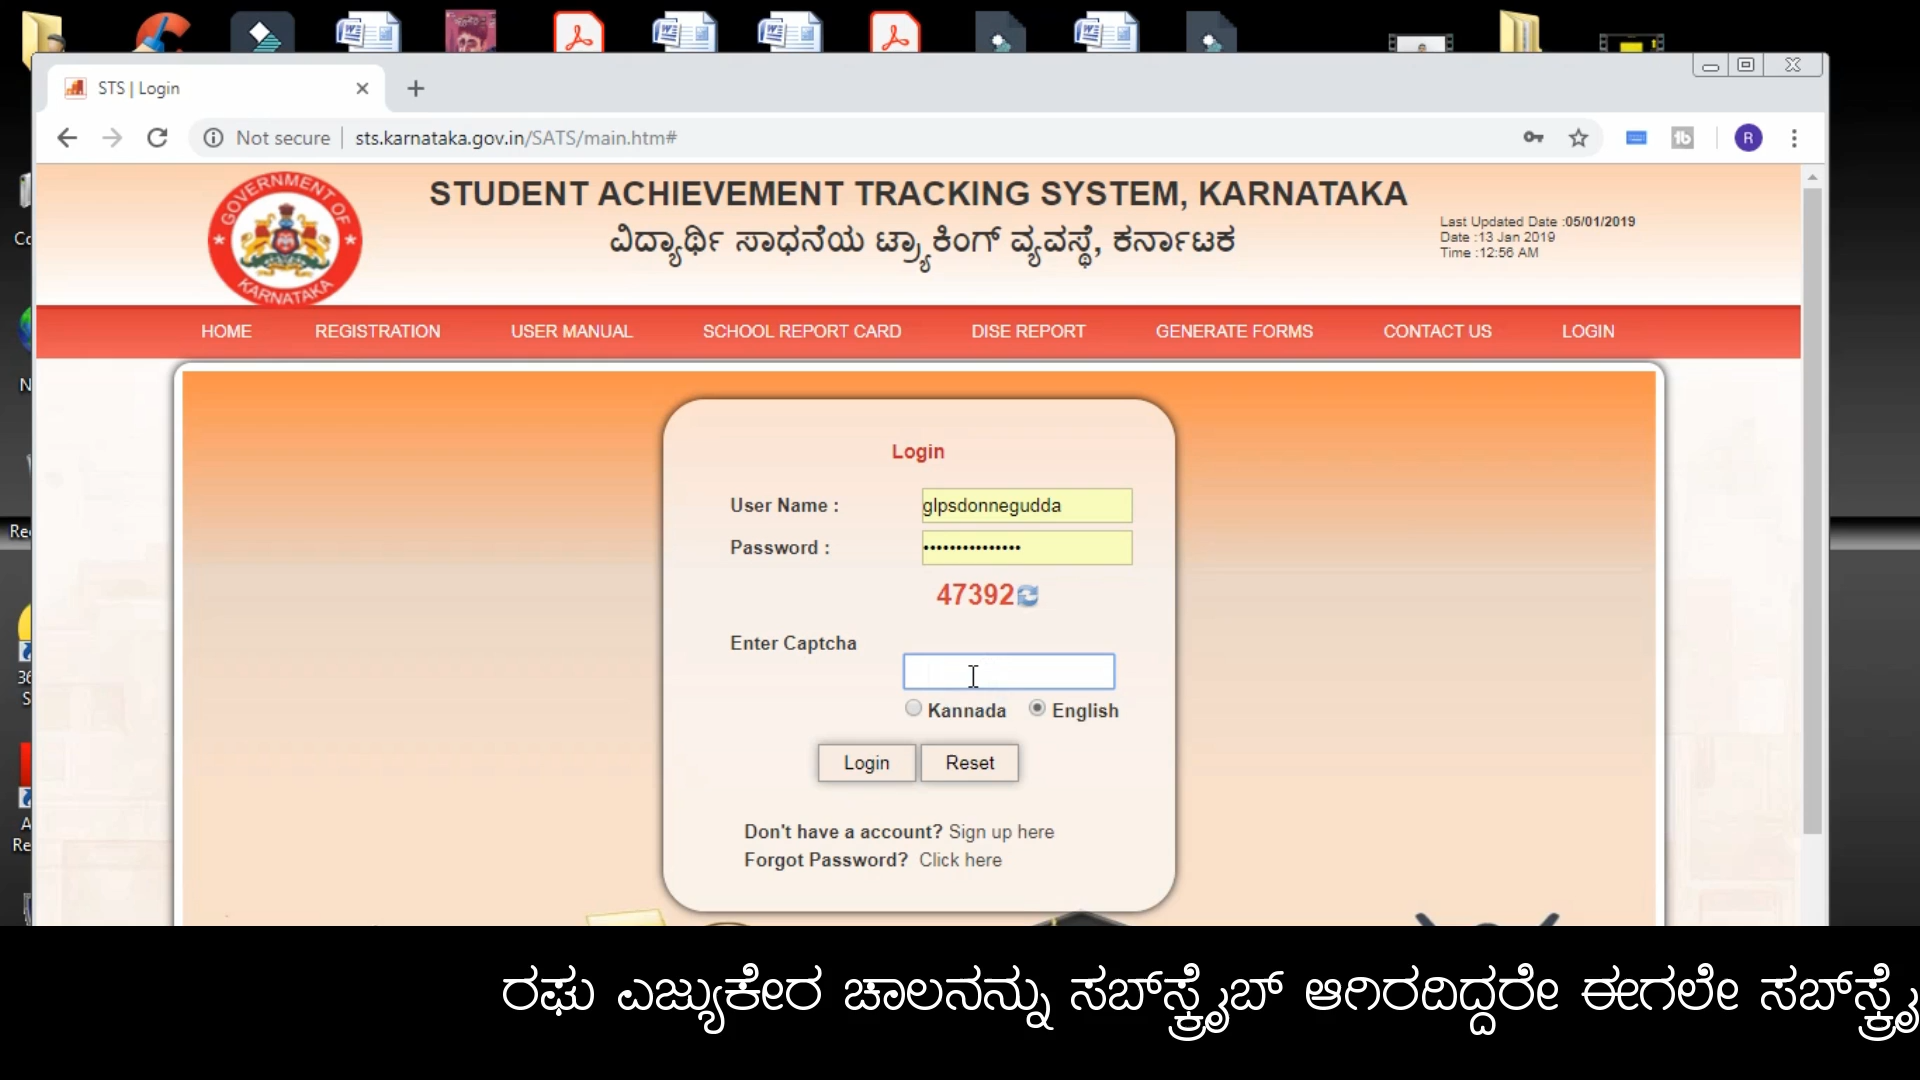 STS | Login
Not secure | sts.karnataka.gov.in/SATS/main.htm#
R
GOVERNMENT OF KARNATAKA
STUDENT ACHIEVEMENT TRACKING SYSTEM, KARNATAKA
ವಿದ್ಯಾರ್ಥಿ ಸಾಧನೆಯ ಟ್ರ್ಯಾಕಿಂಗ್ ವ್ಯವಸ್ಥೆ, ಕರ್ನಾಟಕ
Last Updated Date :05/01/2019
Date :13 Jan 2019
Time :12:56 AM
HOME REGISTRATION USER MANUAL SCHOOL REPORT CARD DISE REPORT GENERATE FORMS CONTACT US LOGIN
Login
User Name : glpsdonnegudda
Password : •••••••••••••••
47392
Enter Captcha
Kannada English
Login Reset
Don't have a account? Sign up here
Forgot Password? Click here
ರಘು ಎಜ್ಯುಕೇರ ಚಾಲನನ್ನು ಸಬ್‌ಸ್ಕ್ರೈಬ್ ಆಗಿರದಿದ್ದರೇ ಈಗಲೇ ಸಬ್‌ಸ್ಕ್ರೈ